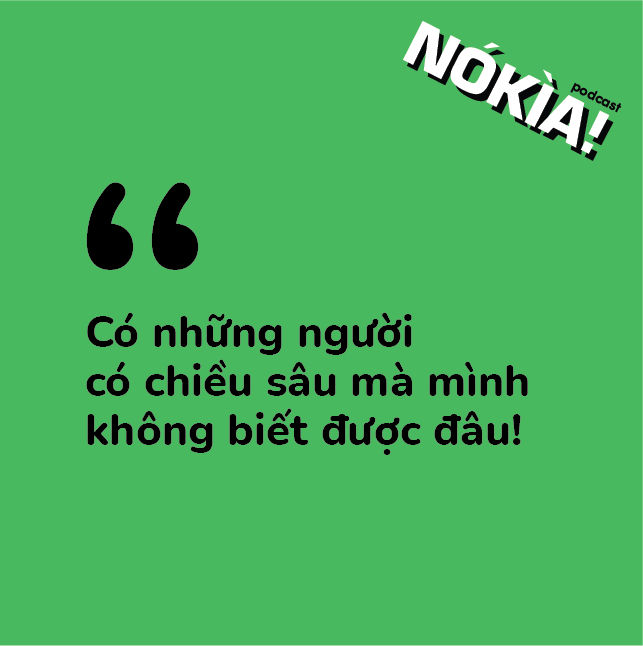 NÓKÌA!
podcast
Có những người
có chiều sâu mà mình
không biết được đâu!